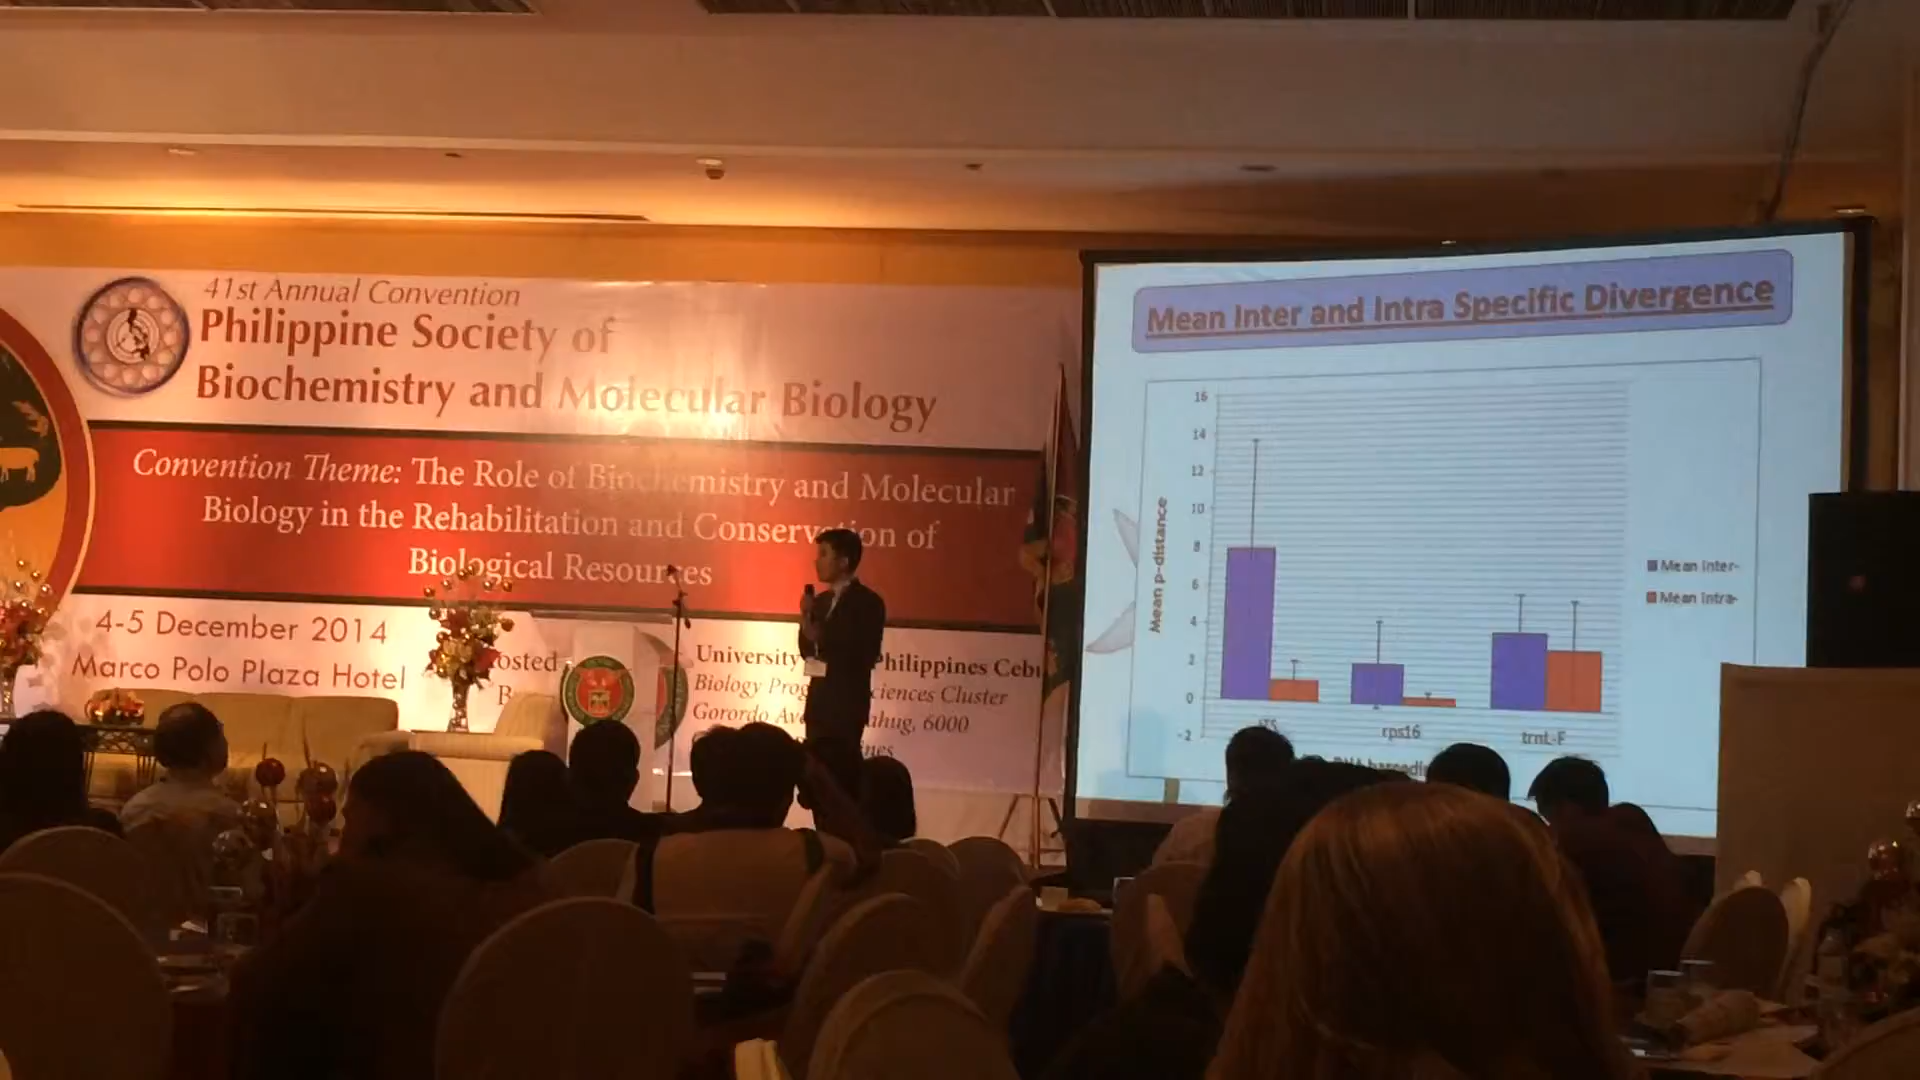 41st Annual Convention
Philippine Society of
Biochemistry and Molecular Biology
Convention Theme: The Role of Biochemistry and Molecular
Biology in the Rehabilitation and Conservation of
Biological Resources
4-5 December 2014
Marco Polo Plaza Hotel
University Philippines Cebu
Biology Sciences Cluster
Gorordo 6000
Mean Inter and Intra Specific Divergence
16
14
12
10
8
6
4
2
0
-2
Mean p-distance
ITS
rps16
trnL-F
Mean Inter-
Mean Intra-